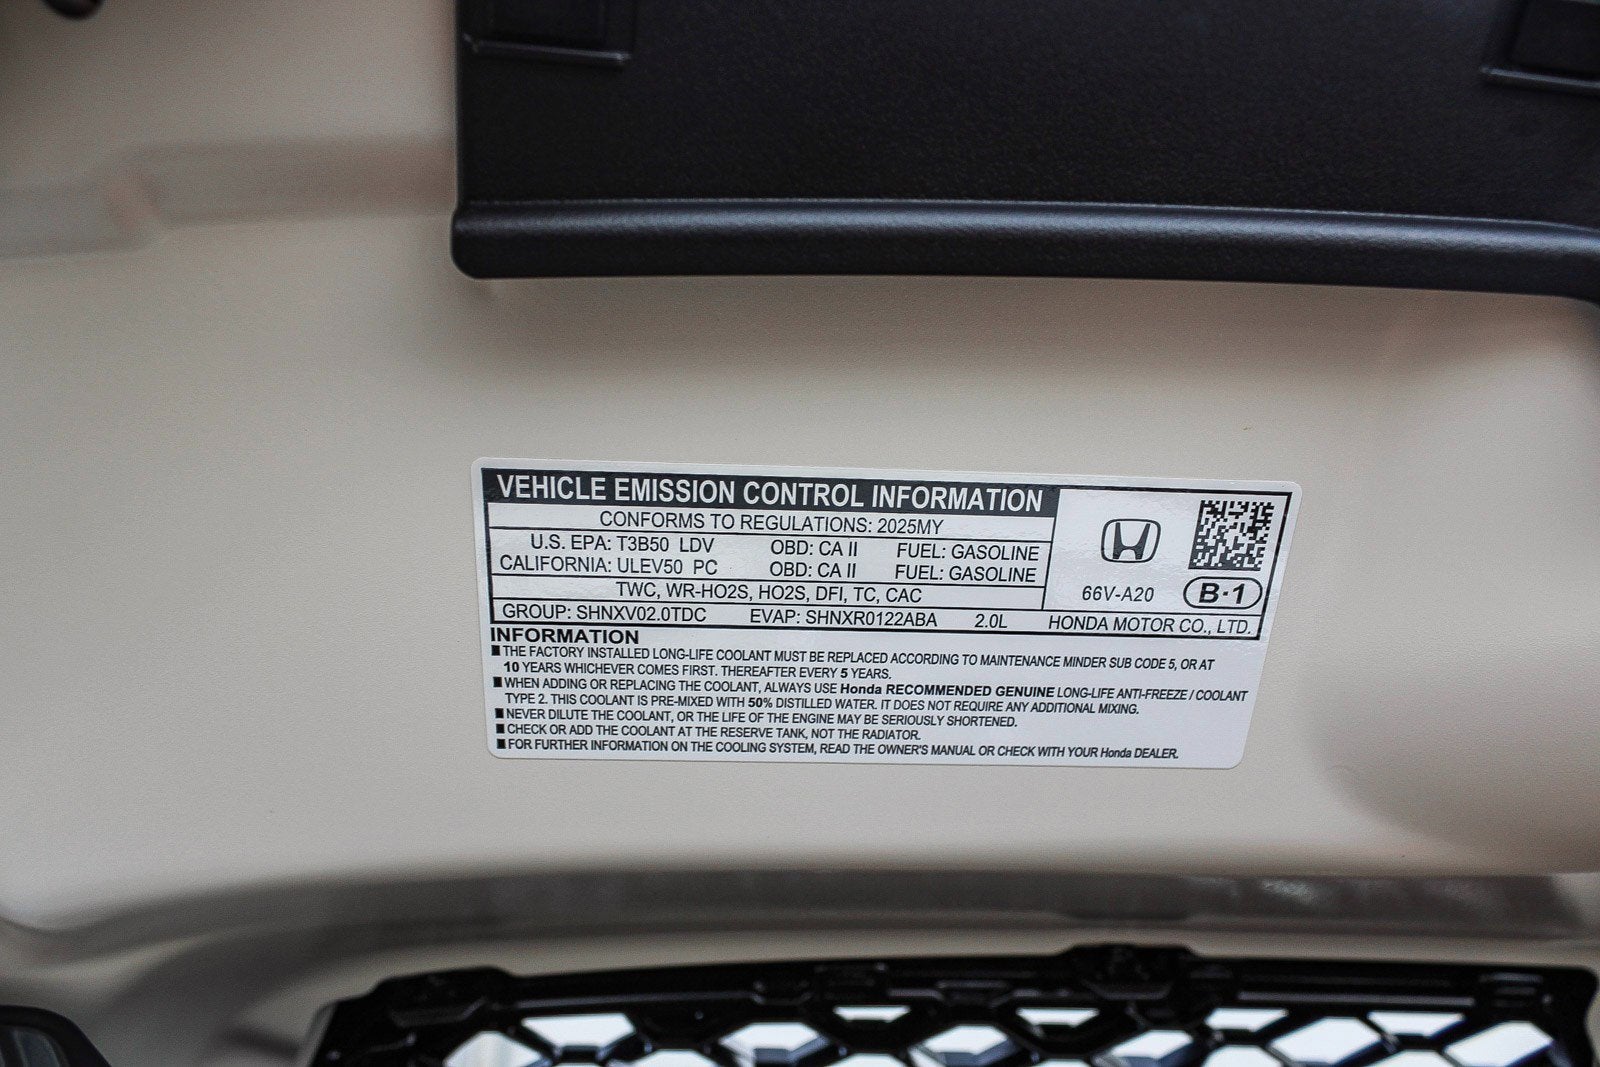 VEHICLE EMISSION CONTROL INFORMATION
CONFORMS TO REGULATIONS: 2025MY
U.S. EPA: T3B50 LDV OBD: CA II FUEL: GASOLINE
CALIFORNIA: ULEV50 PC OBD: CA II FUEL: GASOLINE
TWC, WR-HO2S, HO2S, DFI, TC, CAC
66V-A20 B-1
GROUP: SHNXV02.0TDC EVAP: SHNXR0122ABA 2.0L HONDA MOTOR CO., LTD.
INFORMATION
■ THE FACTORY INSTALLED LONG-LIFE COOLANT MUST BE REPLACED ACCORDING TO MAINTENANCE MINDER SUB CODE 5, OR AT
10 YEARS WHICHEVER COMES FIRST. THEREAFTER EVERY 5 YEARS.
■ WHEN ADDING OR REPLACING THE COOLANT, ALWAYS USE Honda RECOMMENDED GENUINE LONG-LIFE ANTI-FREEZE / COOLANT
TYPE 2. THIS COOLANT IS PRE-MIXED WITH 50% DISTILLED WATER. IT DOES NOT REQUIRE ANY ADDITIONAL MIXING.
■ NEVER DILUTE THE COOLANT, OR THE LIFE OF THE ENGINE MAY BE SERIOUSLY SHORTENED.
■ CHECK OR ADD THE COOLANT AT THE RESERVE TANK, NOT THE RADIATOR.
■ FOR FURTHER INFORMATION ON THE COOLING SYSTEM, READ THE OWNER'S MANUAL OR CHECK WITH YOUR Honda DEALER.